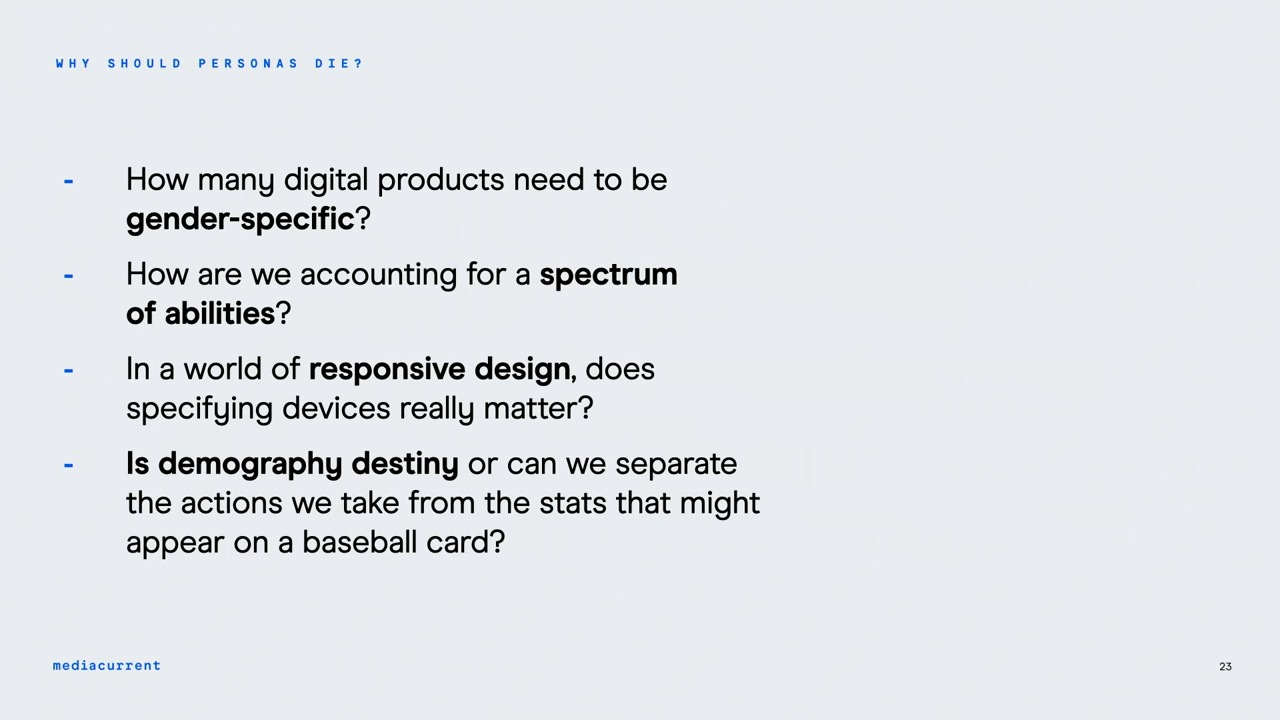 WHY SHOULD PERSONAS DIE?
- How many digital products need to be
gender-specific?
- How are we accounting for a spectrum
of abilities?
- In a world of responsive design, does
specifying devices really matter?
- Is demography destiny or can we separate
the actions we take from the stats that might
appear on a baseball card?
mediacurrent
23